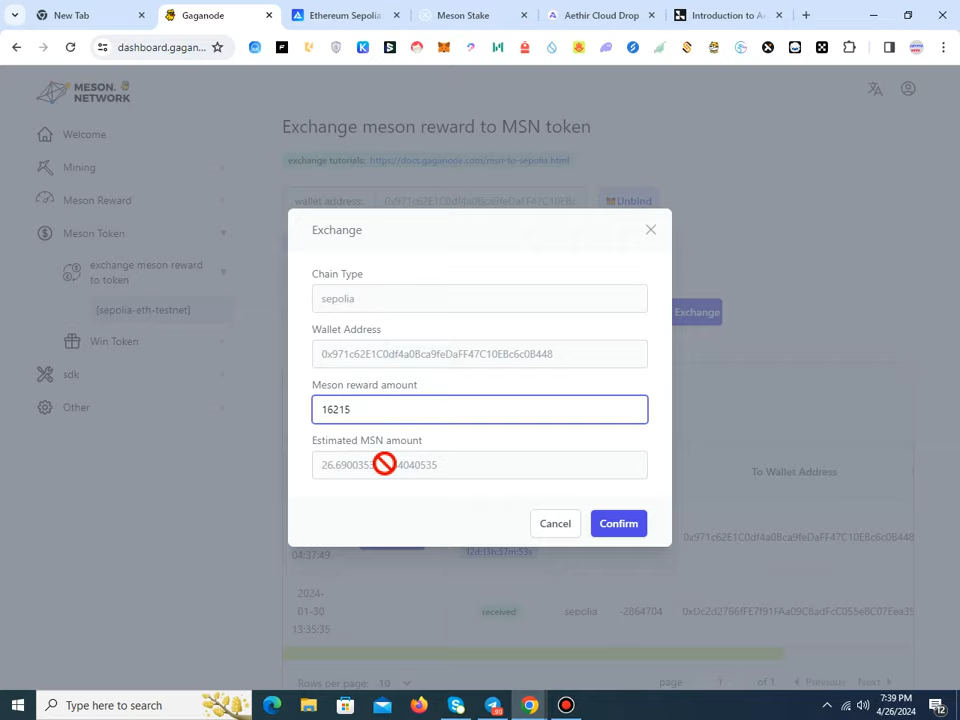 New Tab
Gaganode
Ethereum Sepolia
Meson Stake
Aethir Cloud Drop
Introduction to A
dashboard.gagan...
MESON.
NETWORK
Welcome
Mining
Meson Reward
Meson Token
exchange meson reward
to token
[sepolia-eth-testnet]
Win Token
sdk
Other
Exchange meson reward to MSN token
exchange tutorials: https://docs.gaganode.com/msn-to-sepolia.html
wallet address:
Unbind
Exchange
Exchange
Chain Type
sepolia
Wallet Address
0x971c62E1C0df4a0Bca9feDaFF47C10EBc6c0B448
Meson reward amount
16215
Estimated MSN amount
26.690035 4040535
Cancel
Confirm
To Wallet Address
0x971c62E1C0df4a0Bca9feDaFF47C10EBc6c0B448
04:37:49
12d:13h:57m:53s
2024-
01-30
13:35:35
received
sepolia
-2864704
Rows per page: 10
page 1 of 1
Previous
Next
Type here to search
90
7:39 PM
4/26/2024
12